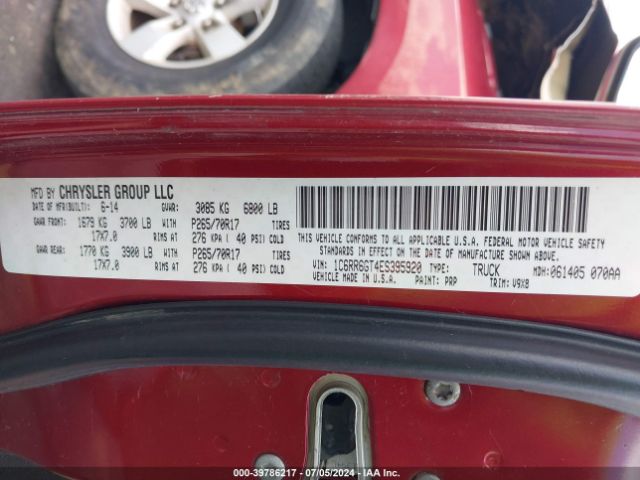 MFD BY CHRYSLER GROUP LLC
DATE OF MFR(BUILT): 6-14 GVWR: 3085 KG 6800 LB
GAWR FRONT: 1679 KG 3700 LB WITH P265/70R17 TIRES
17X7.0 RIMS AT 276 KPA ( 40 PSI) COLD
GAWR REAR: 1770 KG 3900 LB WITH P265/70R17 TIRES
17X7.0 RIMS AT 276 KPA ( 40 PSI) COLD
THIS VEHICLE CONFORMS TO ALL APPLICABLE U.S.A. FEDERAL MOTOR VEHICLE SAFETY
STANDARDS IN EFFECT ON THE DATE OF MANUFACTURE SHOWN ABOVE.
VIN: 1C6RR6GT4ES395920 TYPE: TRUCK MDH: 061405 070AA
VEHICLE MADE IN U.S.A. PAINT: PRP TRIM: V9X8
000-39786217 - 07/05/2024 - IAA Inc.